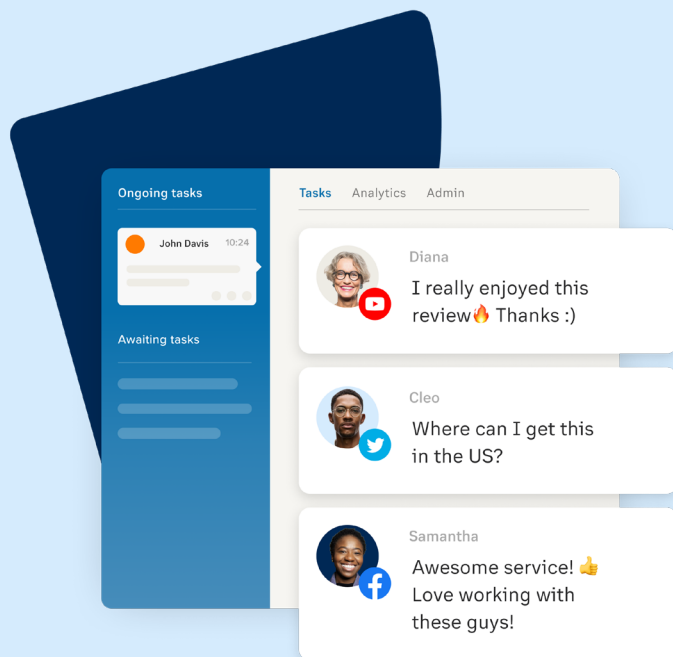 Ongoing tasks
John Davis 10:24
Awaiting tasks
Tasks Analytics Admin
Diana
I really enjoyed this
review🔥 Thanks :)
Cleo
Where can I get this
in the US?
Samantha
Awesome service! 👍
Love working with
these guys!